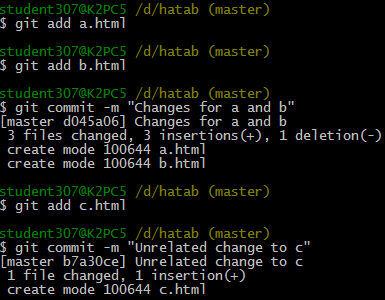 student307@K2PC5 /d/hatab (master)
$ git add a.html
student307@K2PC5 /d/hatab (master)
$ git add b.html
student307@K2PC5 /d/hatab (master)
$ git commit -m "Changes for a and b"
[master d045a06] Changes for a and b
 3 files changed, 3 insertions(+), 1 deletion(-)
 create mode 100644 a.html
 create mode 100644 b.html
student307@K2PC5 /d/hatab (master)
$ git add c.html
student307@K2PC5 /d/hatab (master)
$ git commit -m "Unrelated change to c"
[master b7a30ce] Unrelated change to c
 1 file changed, 1 insertion(+)
 create mode 100644 c.html